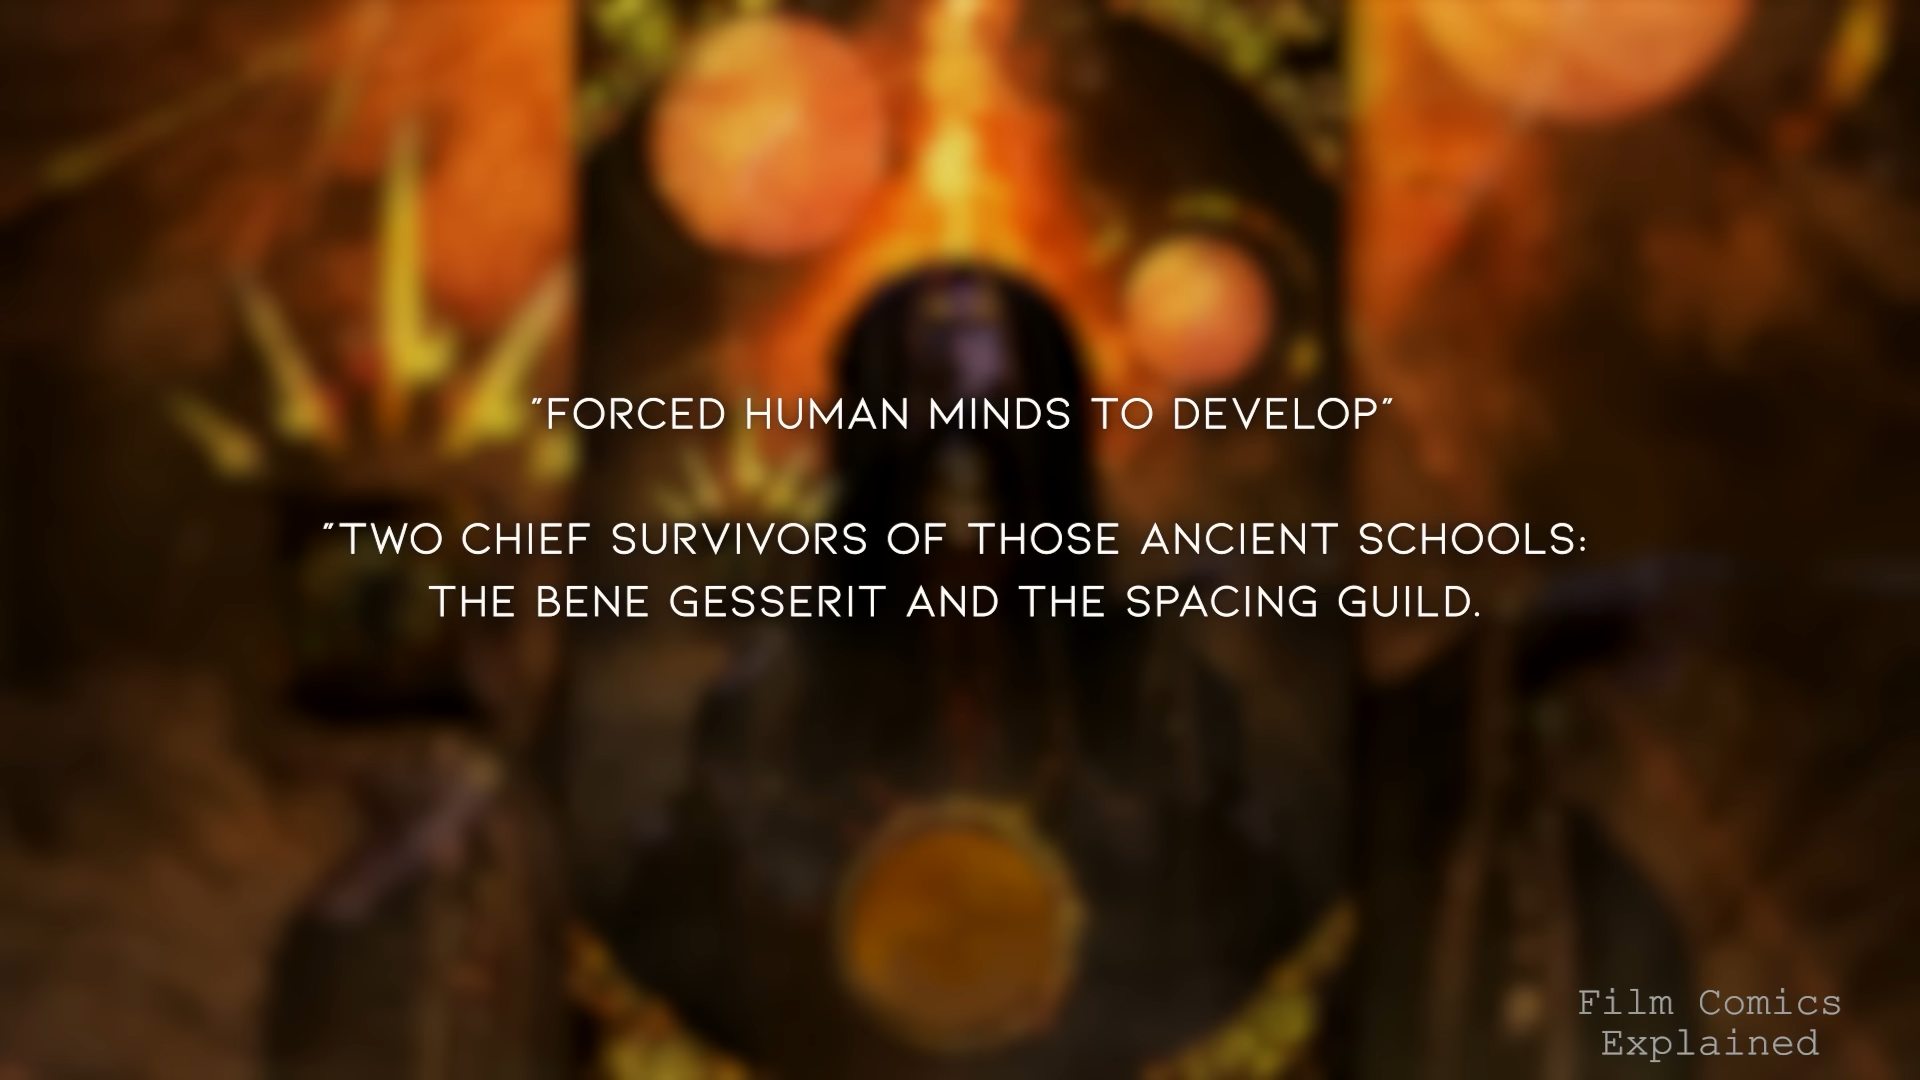 "FORCED HUMAN MINDS TO DEVELOP"
"TWO CHIEF SURVIVORS OF THOSE ANCIENT SCHOOLS:
THE BENE GESSERIT AND THE SPACING GUILD.
Film Comics
Explained